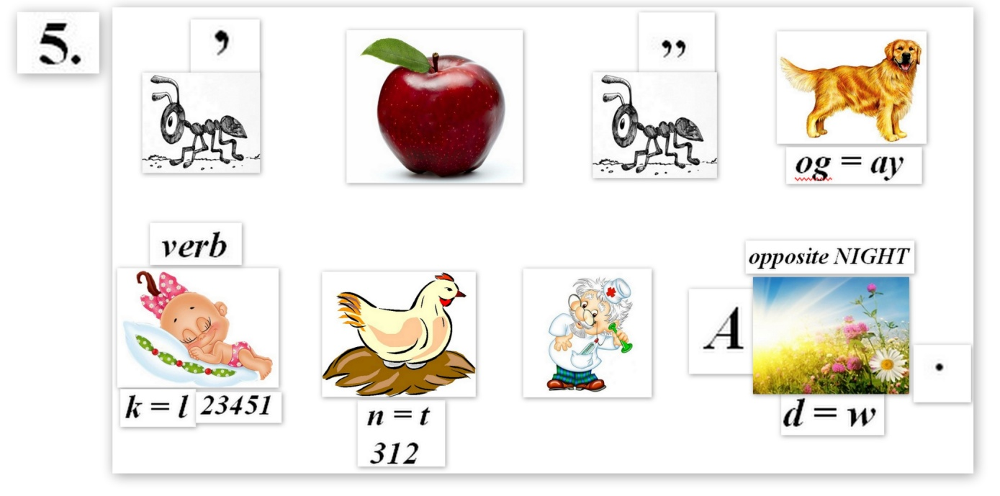 5.
,
,,
og = ay
verb
k = l 23451
n = t
312
opposite NIGHT
A
.
d = w